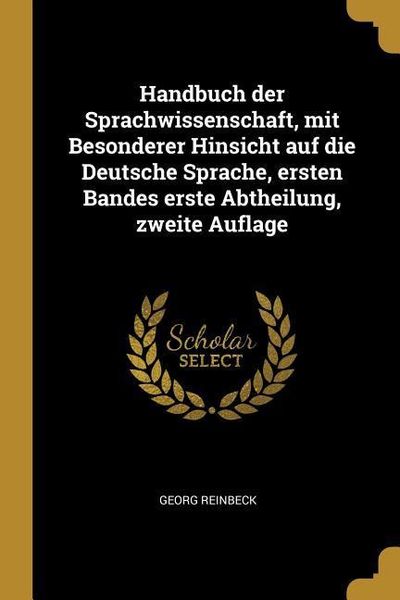 Handbuch der
Sprachwissenschaft, mit
Besonderer Hinsicht auf die
Deutsche Sprache, ersten
Bandes erste Abtheilung,
zweite Auflage
Scholar
SELECT
GEORG REINBECK